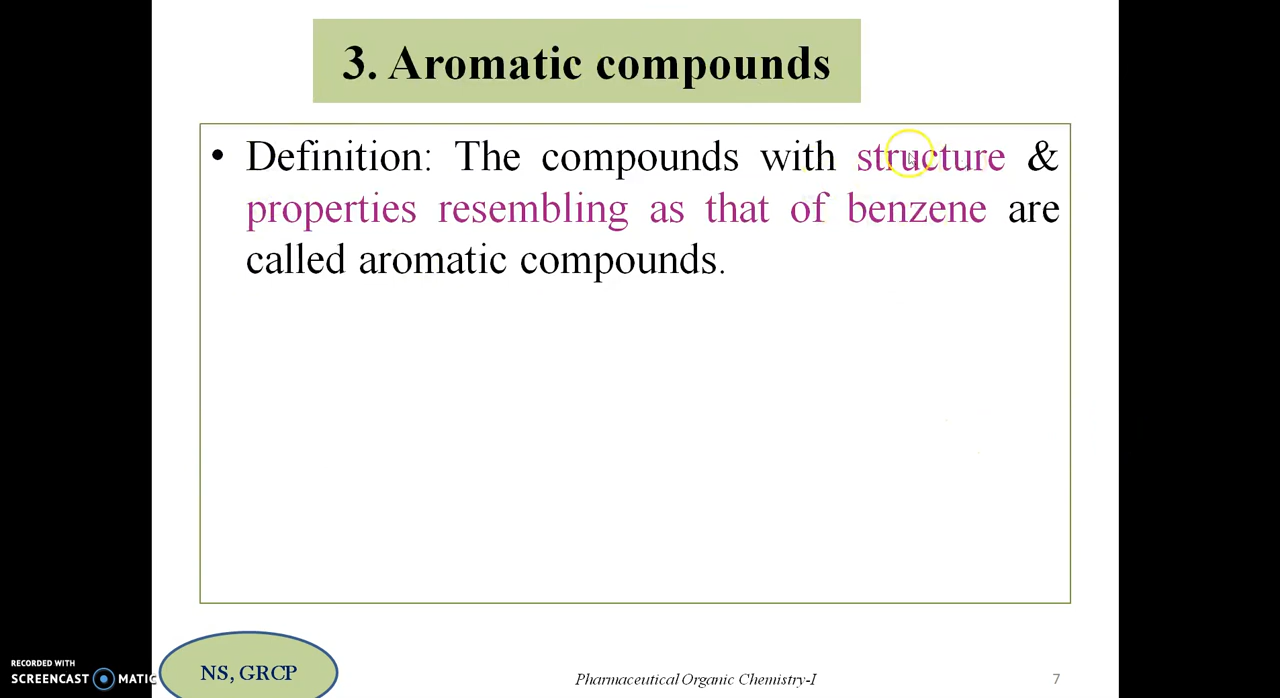 3. Aromatic compounds
• Definition: The compounds with structure &
properties resembling as that of benzene are
called aromatic compounds.
RECORDED WITH
SCREENCAST MATIC
NS, GRCP
Pharmaceutical Organic Chemistry-I
7